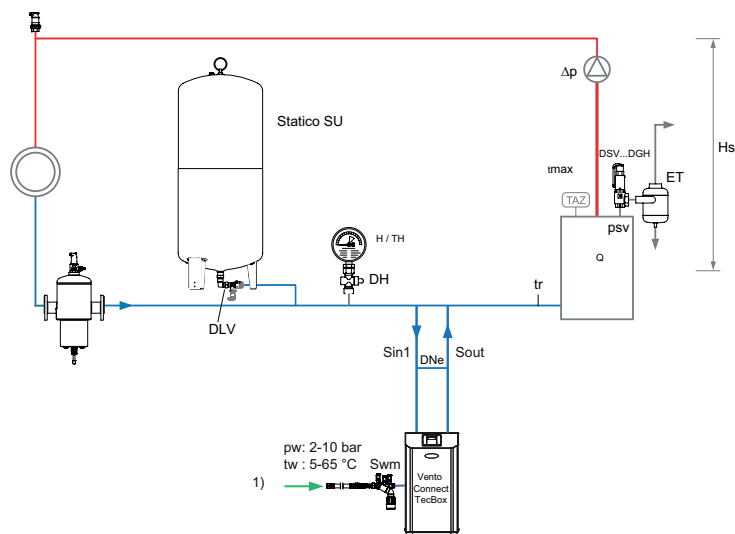 Δp
Statico SU
Hs
DSV...DGH
tmax
ET
TAZ
H / TH
psv
Q
DH
tr
DLV
Sin1
DNe
Sout
pw: 2-10 bar
tw : 5-65 °C
Swm
1)
Vento
Connect
TecBox